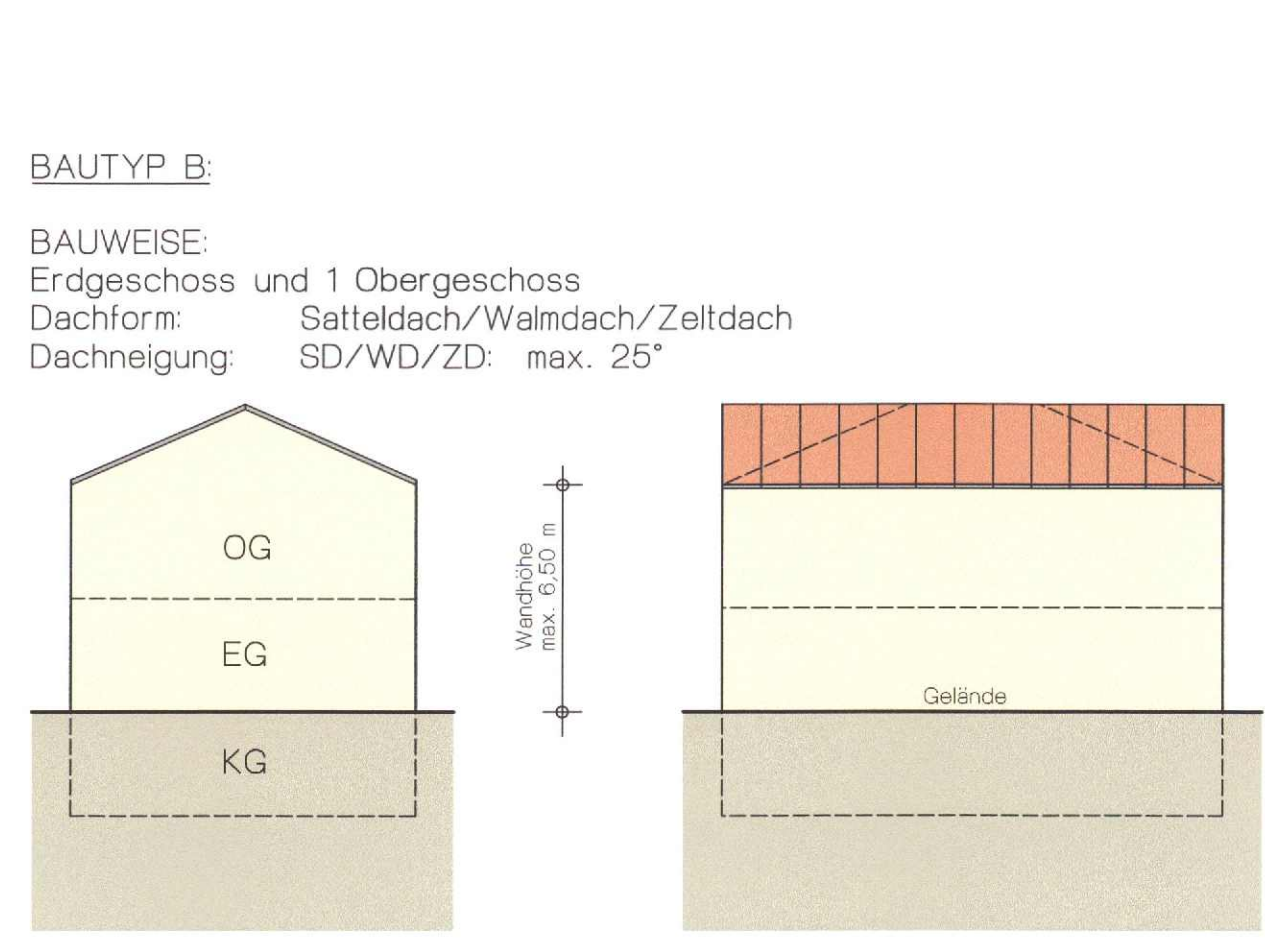 BAUTYP B:
BAUWEISE:
Erdgeschoss und 1 Obergeschoss
Dachform: Satteldach/Walmdach/Zeltdach
Dachneigung: SD/WD/ZD: max. 25°
OG
EG
KG
Wandhöhe
max. 6,50 m
Gelände